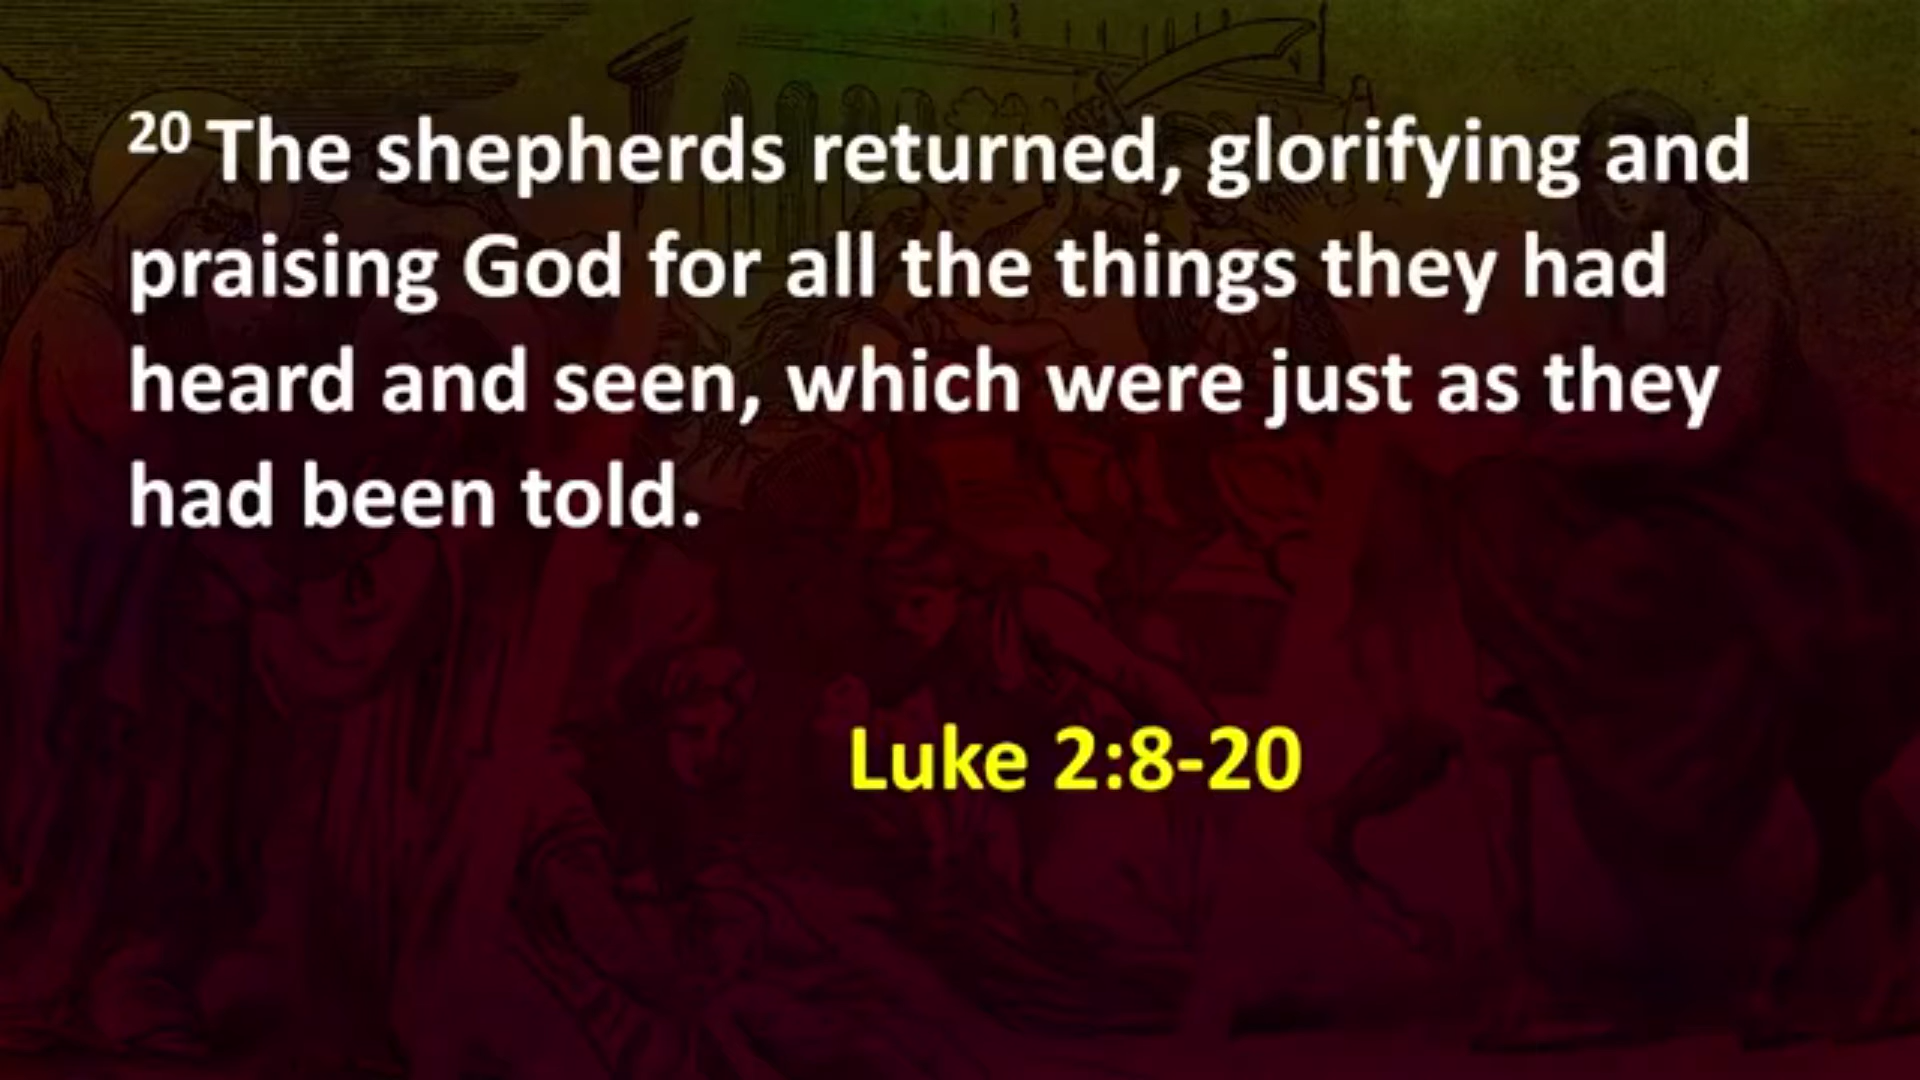 20 The shepherds returned, glorifying and
praising God for all the things they had
heard and seen, which were just as they
had been told.
Luke 2:8-20